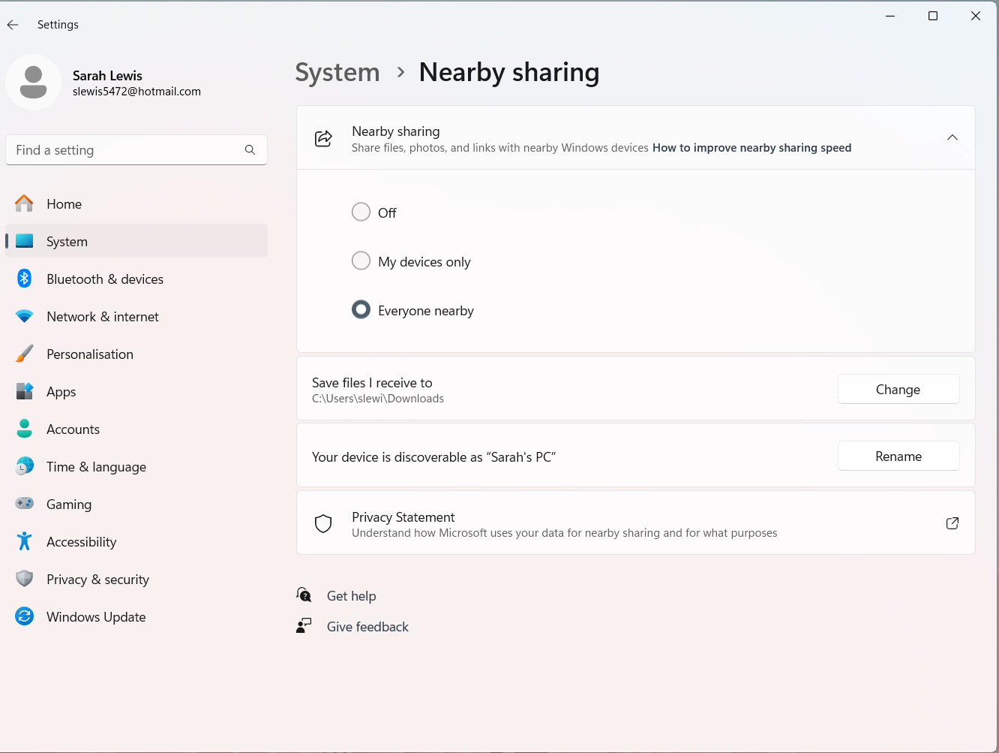 Settings
Sarah Lewis
slewis5472@hotmail.com
Find a setting
Home
System
Bluetooth & devices
Network & internet
Personalisation
Apps
Accounts
Time & language
Gaming
Accessibility
Privacy & security
Windows Update
System > Nearby sharing
Nearby sharing
Share files, photos, and links with nearby Windows devices How to improve nearby sharing speed
Off
My devices only
Everyone nearby
Save files I receive to
C:\Users\slewi\Downloads
Change
Your device is discoverable as “Sarah's PC”
Rename
Privacy Statement
Understand how Microsoft uses your data for nearby sharing and for what purposes
Get help
Give feedback